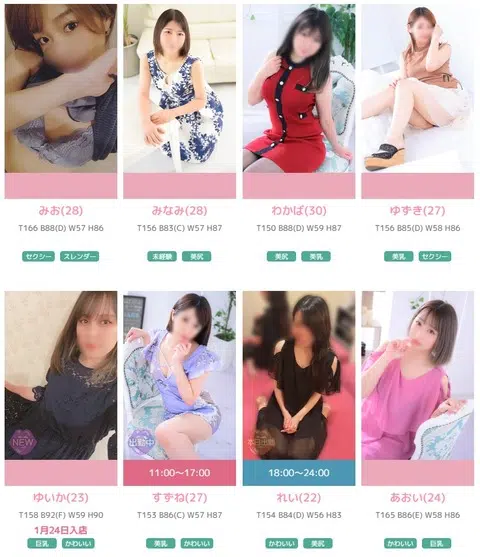 みお(28)
T166 B88(D) W57 H86
セクシー スレンダー
みなみ(28)
T156 B83(C) W57 H87
未経験 美尻
わかば(30)
T150 B88(D) W59 H87
美尻 美乳
ゆずき(27)
T156 B85(D) W58 H86
美乳 セクシー
NEW
ゆいか(23)
T158 B92(F) W59 H90
1月24日入店
巨乳 かわいい
出勤中
11:00〜17:00
すずね(27)
T153 B86(C) W57 H87
美乳 かわいい
本日出勤
18:00〜24:00
れい(22)
T154 B84(D) W56 H83
かわいい 美尻
あおい(24)
T165 B86(E) W58 H86
かわいい 巨乳